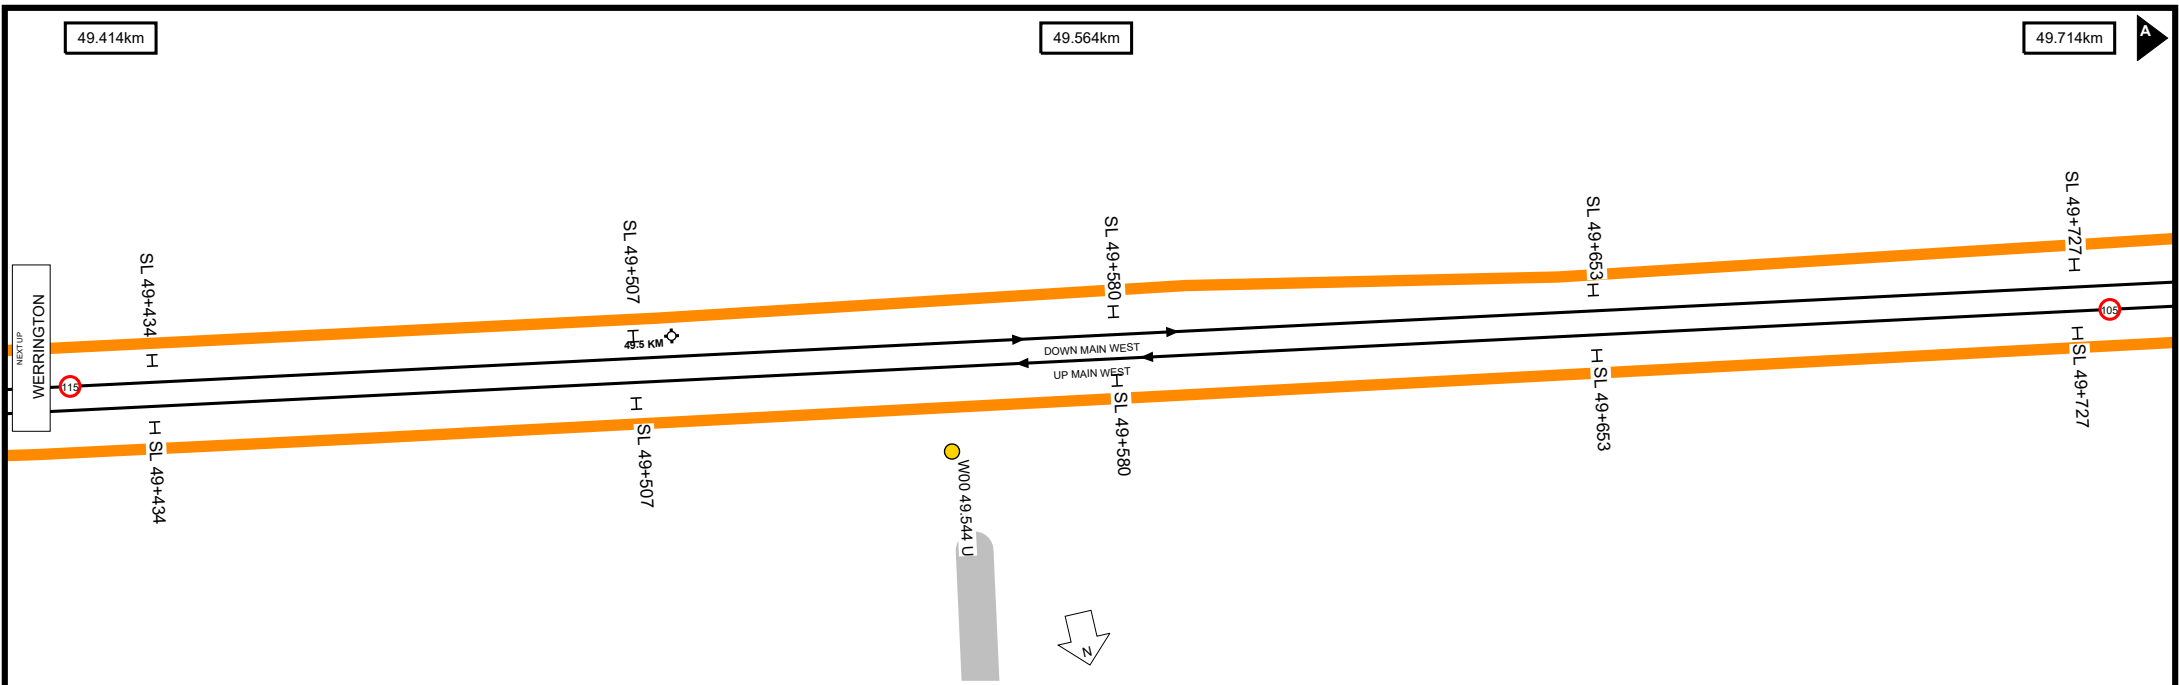 49.414km
49.564km
49.714km
A
SL 49+434
SL 49+507
SL 49+580
SL 49+653
SL 49+727
H
H
H
H
H
49.5 KM
NEXT UP
WERRINGTON
115
105
DOWN MAIN WEST
UP MAIN WEST
H SL 49+434
H SL 49+507
H SL 49+580
H SL 49+653
H SL 49+727
W00 49.544 U
N